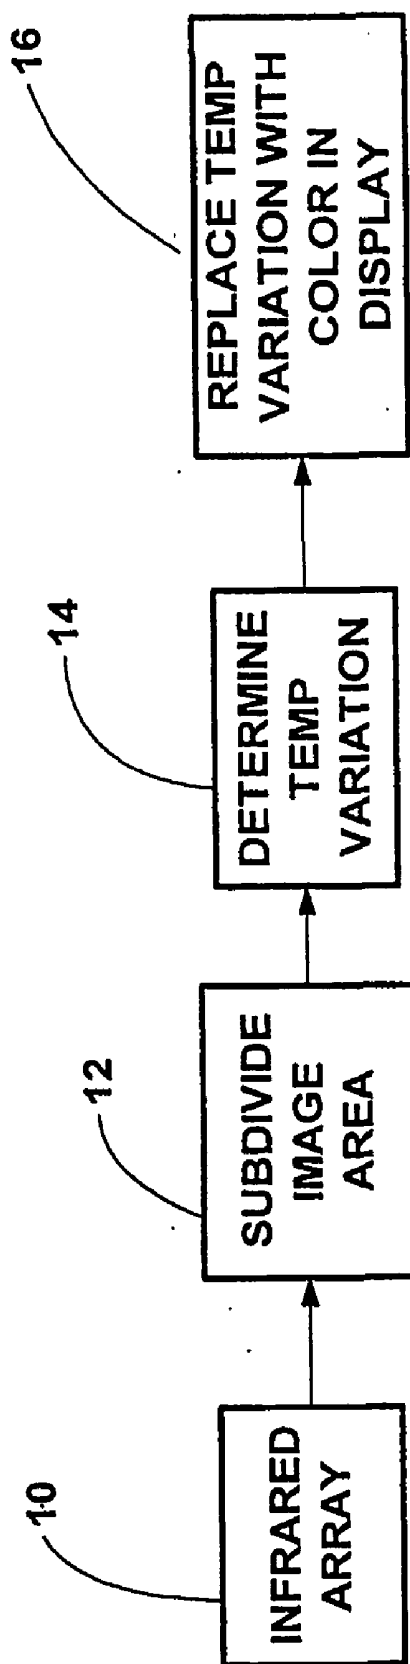 10
INFRARED
ARRAY
12
SUBDIVIDE
IMAGE
AREA
14
DETERMINE
TEMP
VARIATION
16
REPLACE TEMP
VARIATION WITH
COLOR IN
DISPLAY